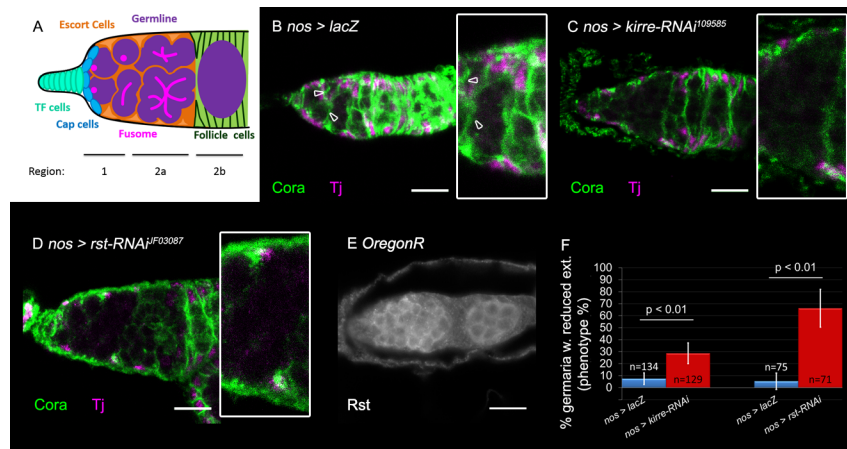 A
Escort Cells
Germline
TF cells
Cap cells
Fusome
Follicle cells
Region: 1 2a 2b
B nos > lacZ
Cora Tj
C nos > kirre-RNAi109585
Cora Tj
D nos > rst-RNAiJF03087
Cora Tj
E OregonR
Rst
F
% germaria w. reduced ext.
(phenotype %)
100
90
80
70
60
50
40
30
20
10
0
p < 0.01
p < 0.01
n=134
n=129
n=75
n=71
nos > lacZ
nos > kirre-RNAi
nos > lacZ
nos > rst-RNAi